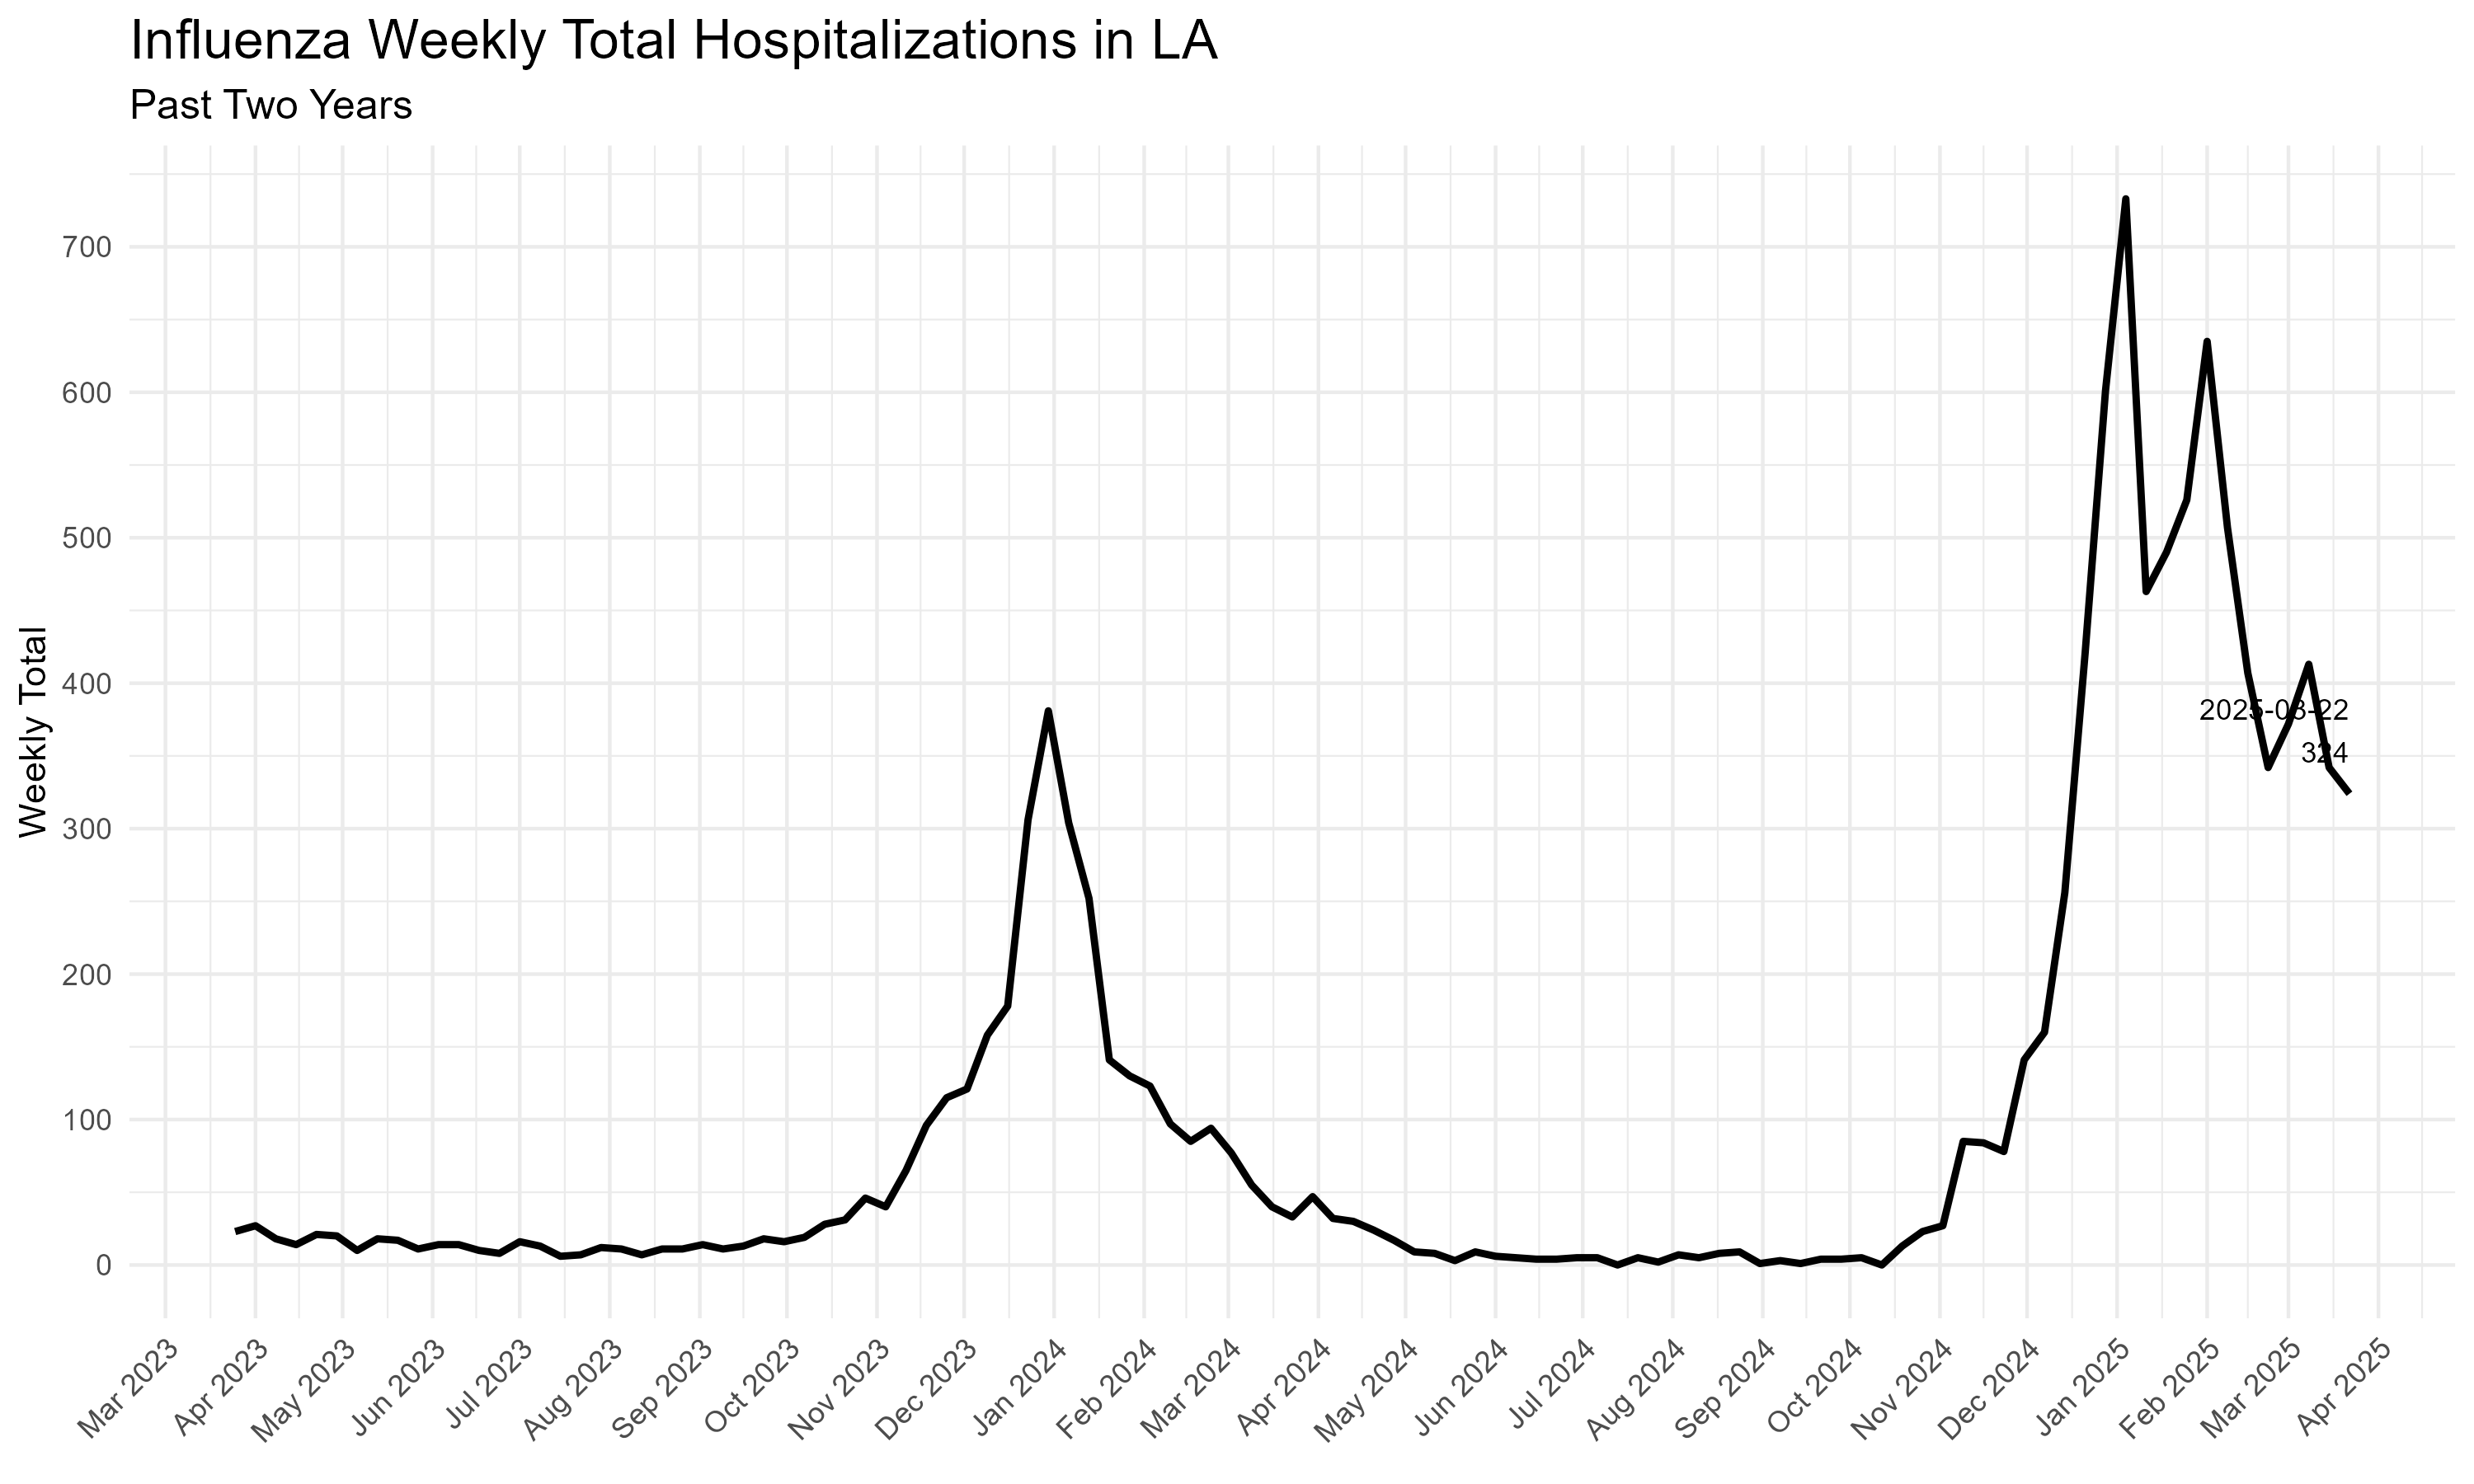 Influenza Weekly Total Hospitalizations in LA
Past Two Years
Weekly Total
700
600
500
400
300
200
100
0
2025-03-22
324
Mar 2023
Apr 2023
May 2023
Jun 2023
Jul 2023
Aug 2023
Sep 2023
Oct 2023
Nov 2023
Dec 2023
Jan 2024
Feb 2024
Mar 2024
Apr 2024
May 2024
Jun 2024
Jul 2024
Aug 2024
Sep 2024
Oct 2024
Nov 2024
Dec 2024
Jan 2025
Feb 2025
Mar 2025
Apr 2025